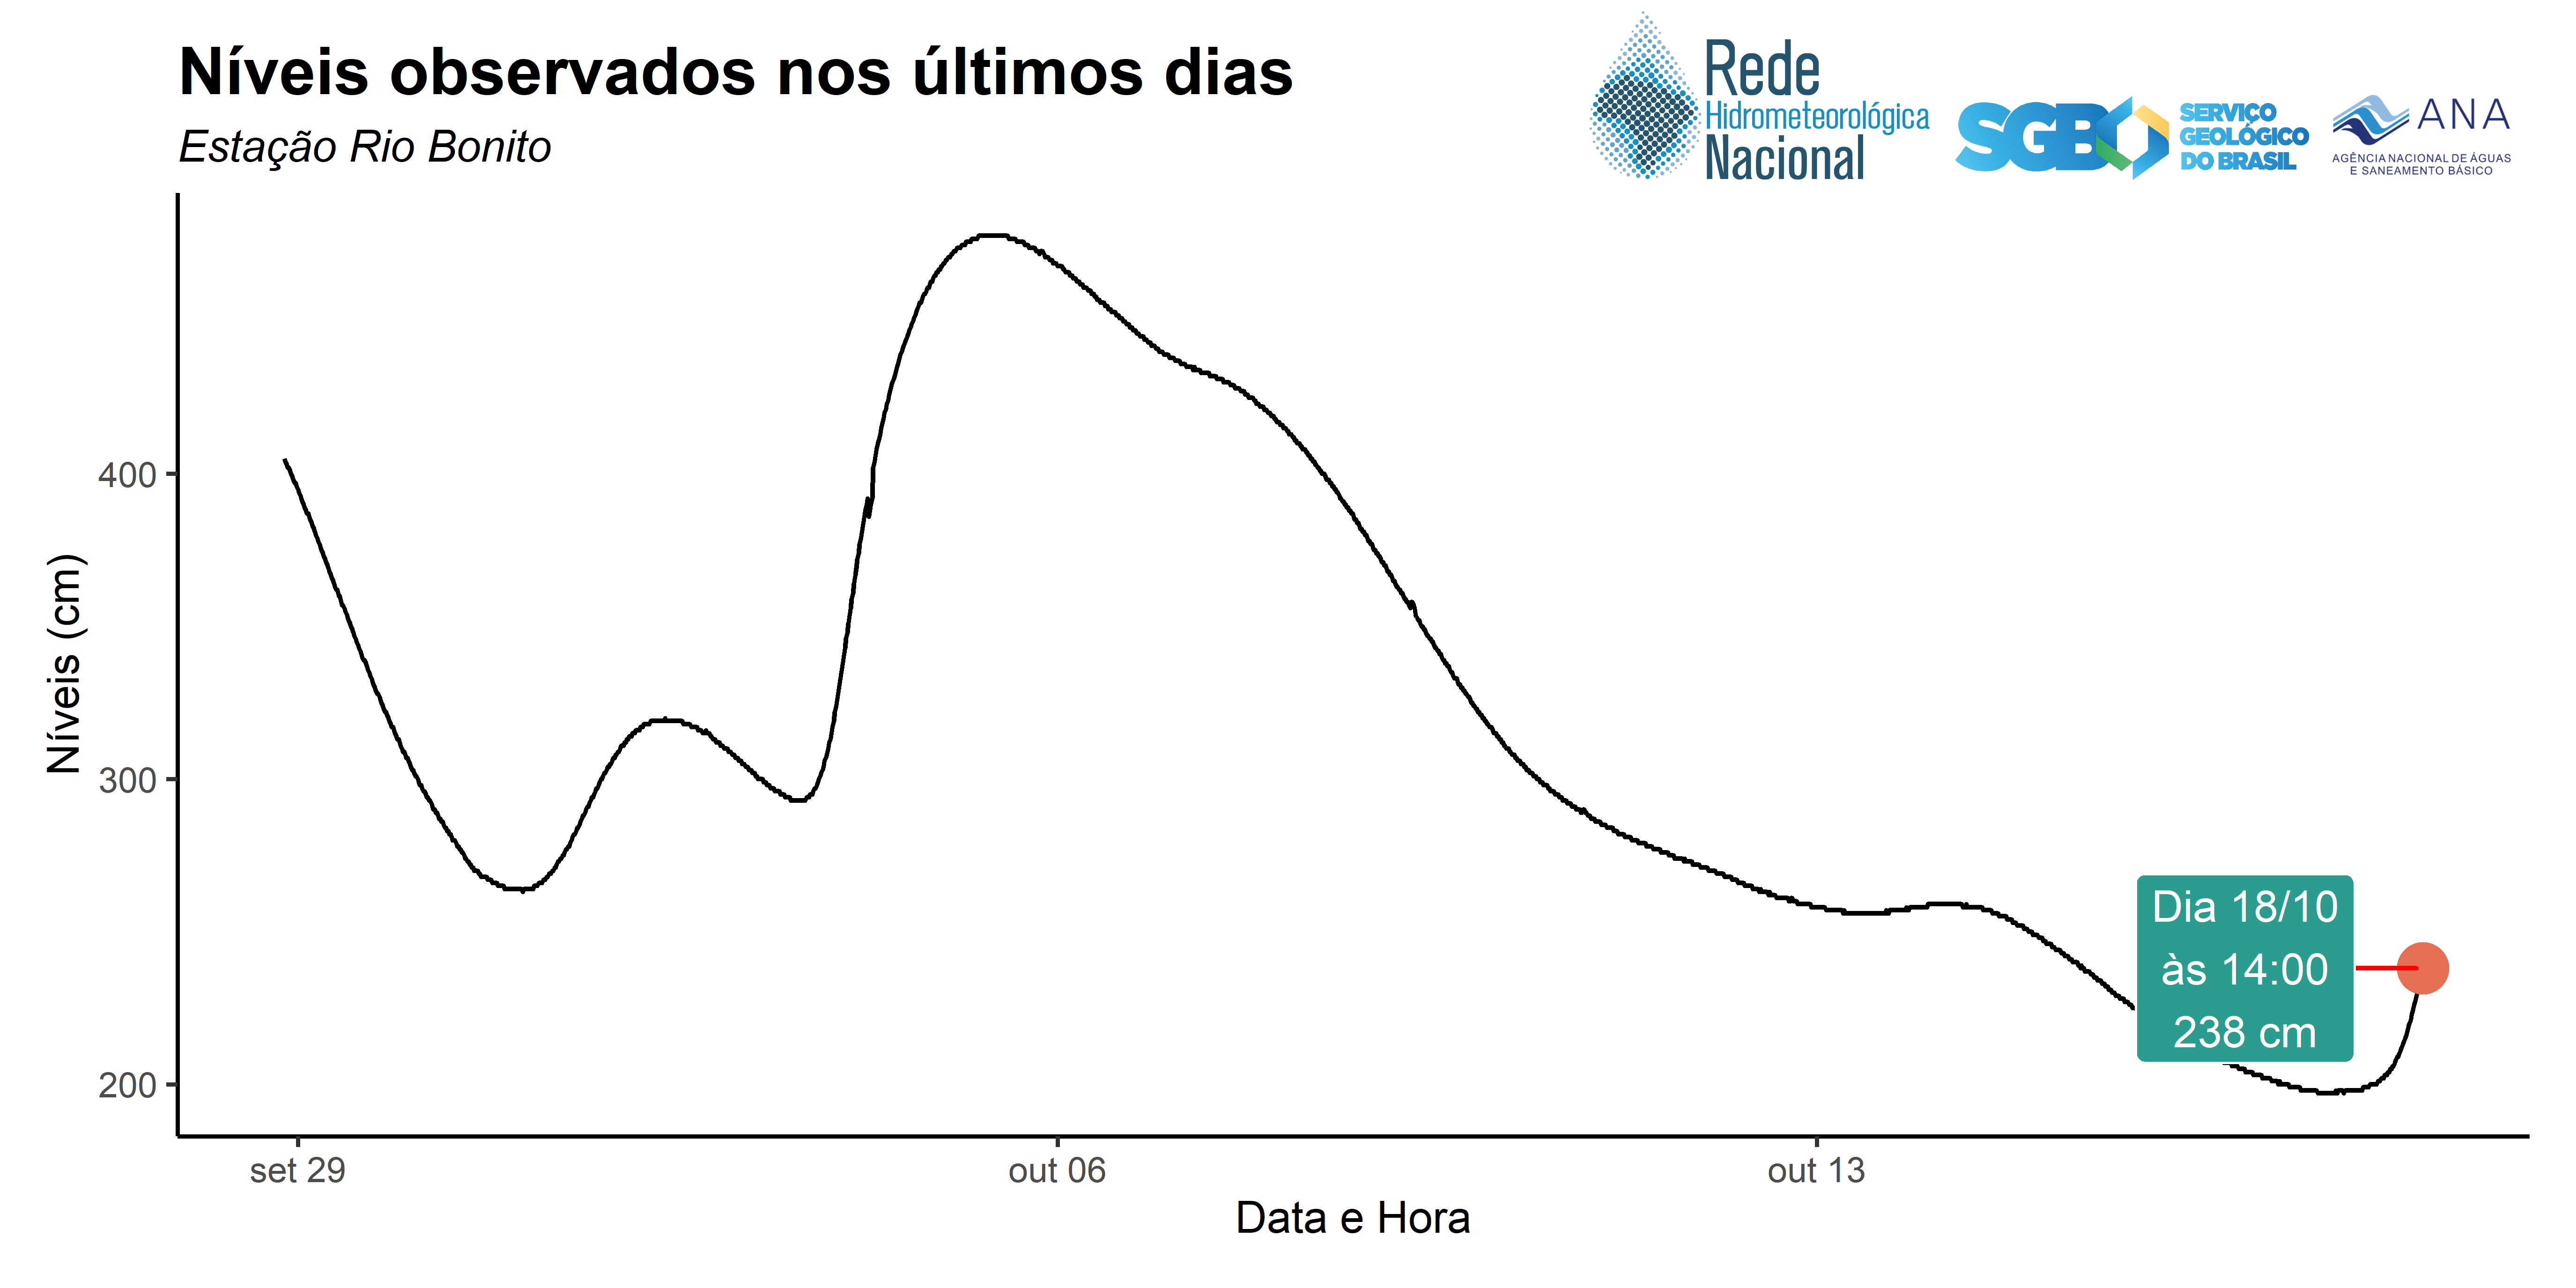 Níveis observados nos últimos dias
Estação Rio Bonito
Rede
Hidrometeorológica
Nacional
SGB
SERVIÇO
GEOLÓGICO
DO BRASIL
ANA
AGÊNCIA NACIONAL DE ÁGUAS
E SANEAMENTO BÁSICO
Níveis (cm)
400
300
200
Dia 18/10
às 14:00
238 cm
set 29
out 06
out 13
Data e Hora